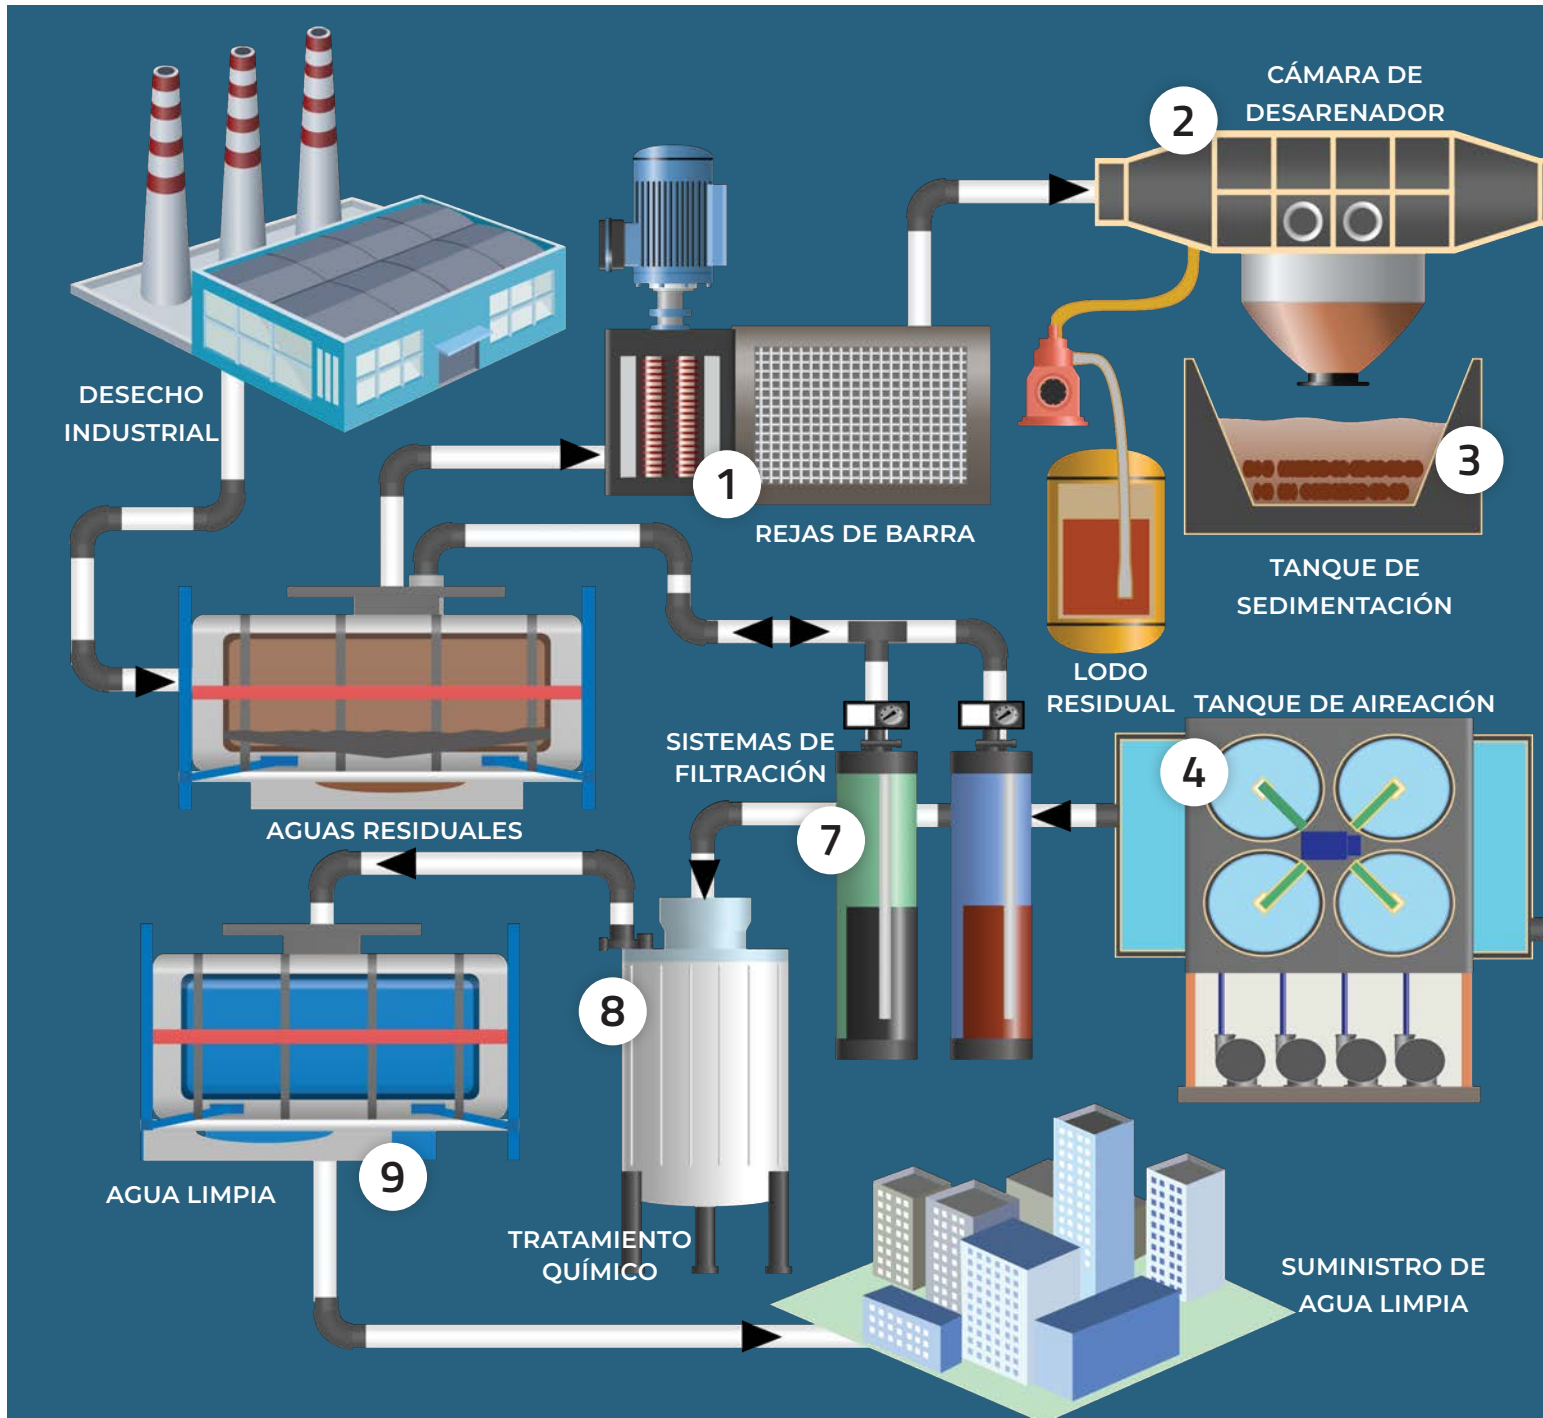 CÁMARA DE
DESARENADOR
2
DESECHO
INDUSTRIAL
1
REJAS DE BARRA
3
TANQUE DE
SEDIMENTACIÓN
LODO
RESIDUAL
TANQUE DE AIREACIÓN
4
SISTEMAS DE
FILTRACIÓN
7
AGUAS RESIDUALES
8
9
AGUA LIMPIA
TRATAMIENTO
QUÍMICO
SUMINISTRO DE
AGUA LIMPIA